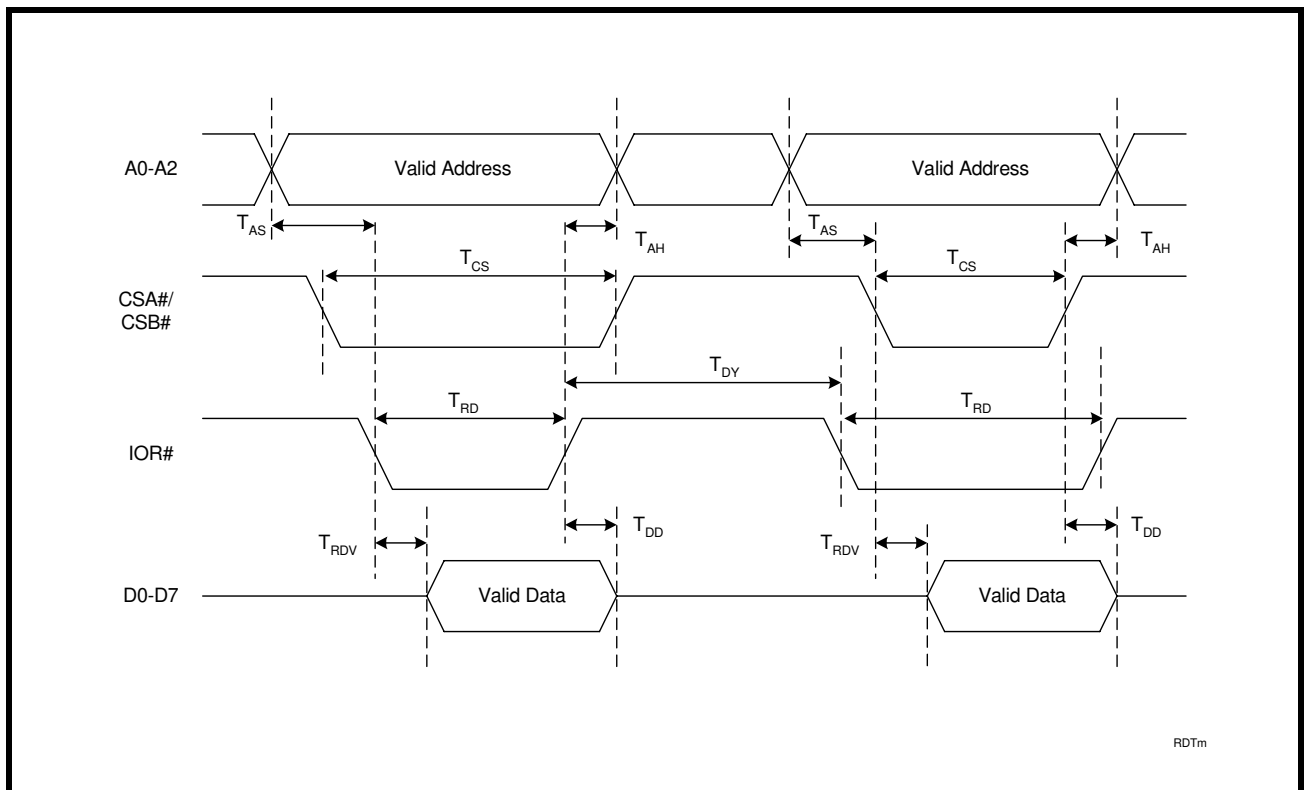 A0-A2
Valid Address
Valid Address
TAS
TAH
TAS
TAH
TCS
TCS
CSA#/
CSB#
TDY
TRD
TRD
IOR#
TRDV
TDD
TRDV
TDD
D0-D7
Valid Data
Valid Data
RDTm